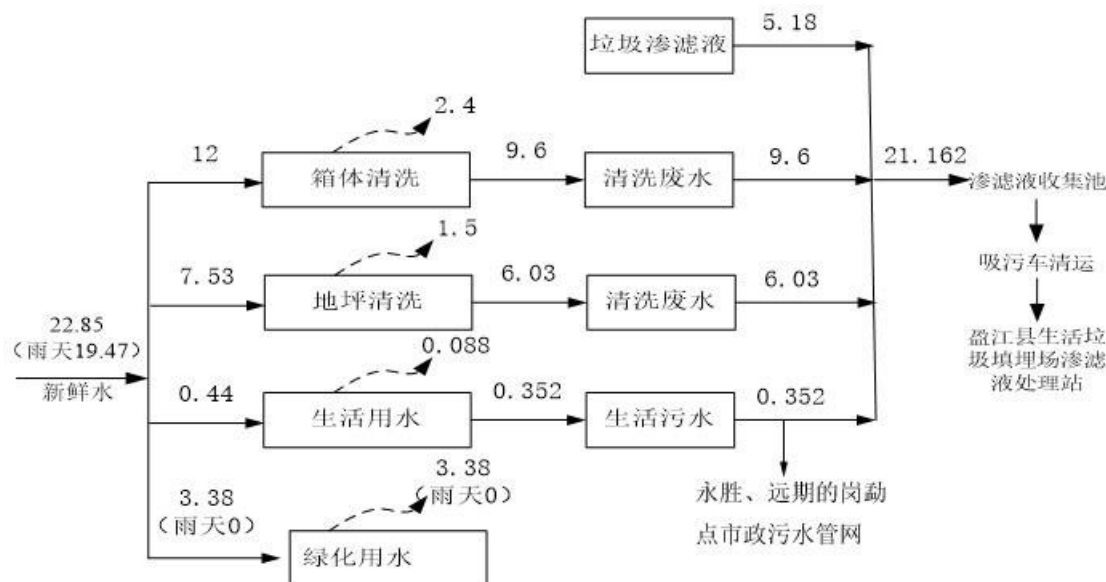 垃圾渗滤液
5.18
2.4
12
箱体清洗
9.6
清洗废水
9.6
21.162
渗滤液收集池
1.5
7.53
地坪清洗
6.03
清洗废水
6.03
吸污车清运
22.85
（雨天19.47）
新鲜水
0.088
0.44
生活用水
0.352
生活污水
0.352
盈江县生活垃
圾填埋场渗滤
液处理站
3.38
（雨天0）
3.38
（雨天0）
绿化用水
永胜、远期的岗勐
点市政污水管网